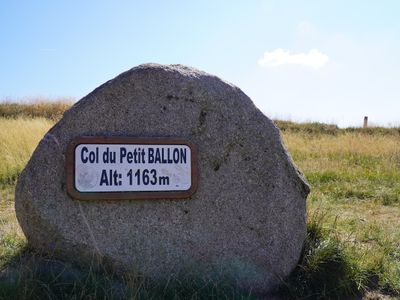 Col du Petit BALLON
Alt: 1163m